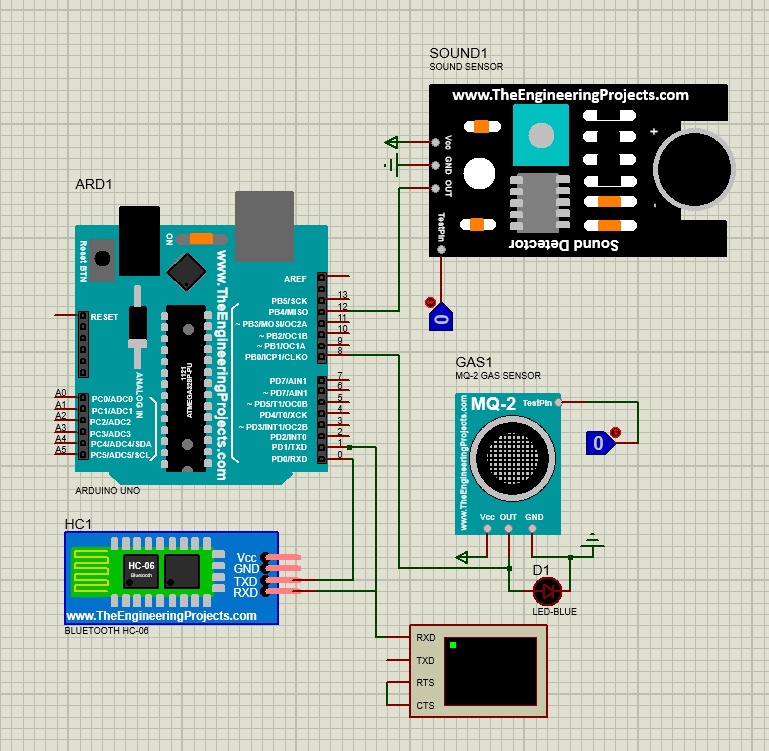 SOUND1
SOUND SENSOR
www.TheEngineeringProjects.com
Vcc
GND
OUT
TestPin
+
-
Sound Detector
0
ARD1
Reset BTN
ON
www.TheEngineeringProjects.com
AREF
PB5/SCK
13
PB4/MISO
12
~ PB3/MOSI/OC2A
11
~ PB2/OC1B
10
~ PB1/OC1A
9
PB0/ICP1/CLKO
8
RESET
1121
ATMEGA328P-PU
ANALOG IN
PD7/AIN1
7
~ PD7/AIN1
6
~ PD5/T1/OC0B
5
PD4/T0/XCK
4
~ PD3/INT1/OC2B
3
PD2/INT0
2
PD1/TXD
1
PD0/RXD
0
A0
PC0/ADC0
A1
PC1/ADC1
A2
PC2/ADC2
A3
PC3/ADC3
A4
PC4/ADC4/SDA
A5
PC5/ADC5/SCL
ARDUINO UNO
GAS1
MQ-2 GAS SENSOR
MQ-2
TestPin
www.TheEngineeringProjects.com
Vcc
OUT
GND
0
D1
LED-BLUE
HC1
HC-06
Bluetooth
Vcc
GND
TXD
RXD
www.TheEngineeringProjects.com
BLUETOOTH HC-06
RXD
TXD
RTS
CTS